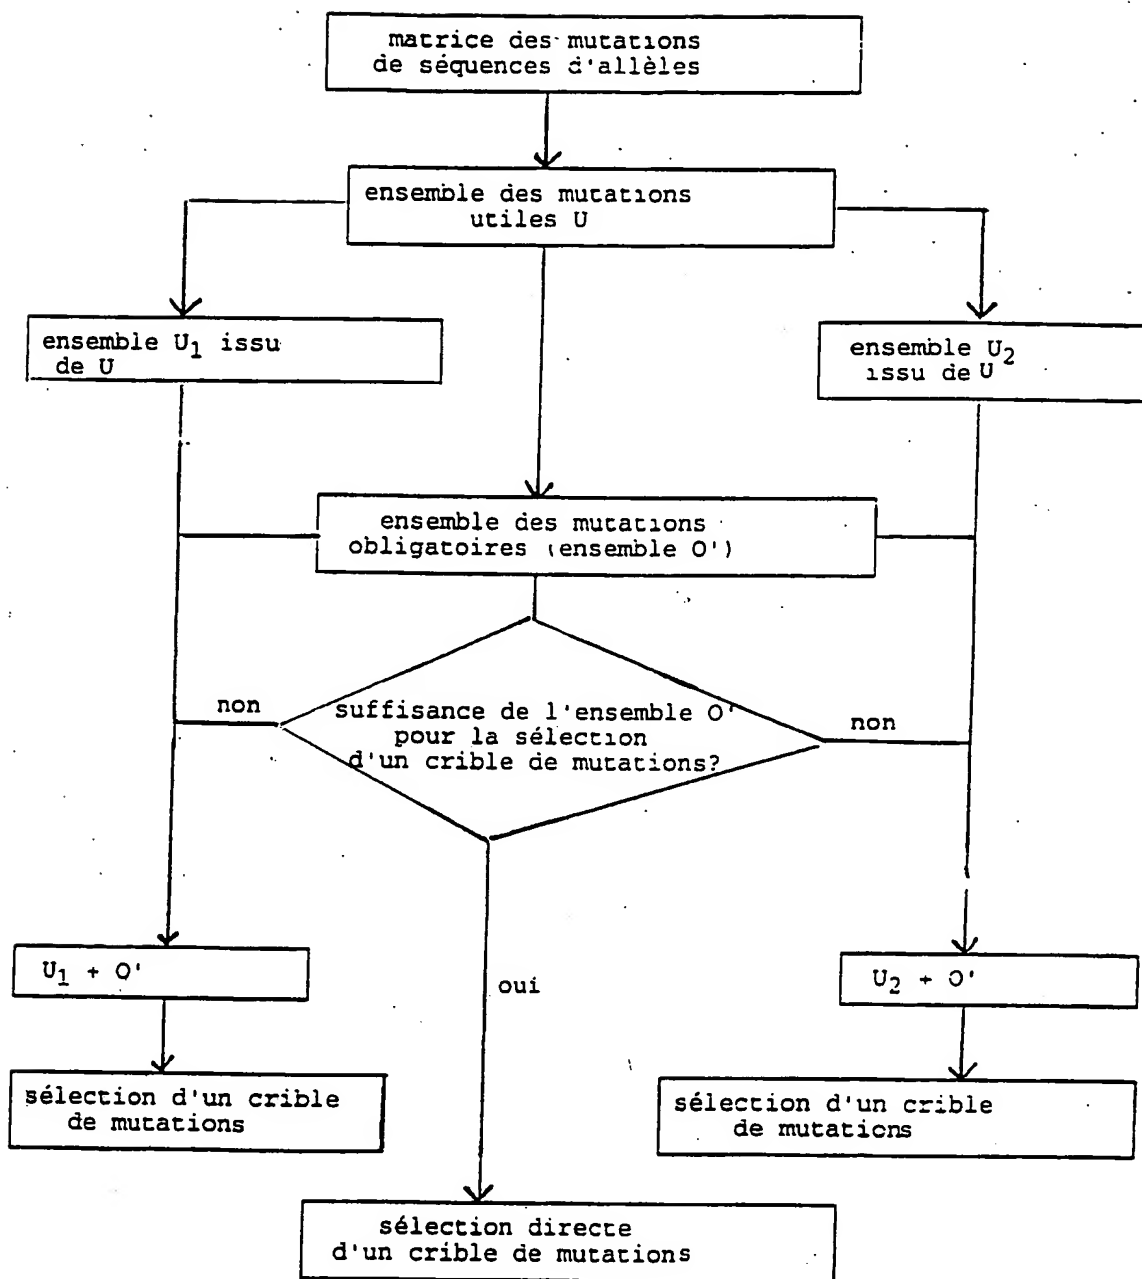 matrice des mutations
de séquences d'allèles
ensemble des mutations
utiles U
ensemble U1 issu
de U
ensemble U2
issu de U
ensemble des mutations
obligatoires (ensemble O')
non
suffisance de l'ensemble O'
pour la sélection
d'un crible de mutations?
non
U1 + O'
oui
U2 + O'
sélection d'un crible
de mutations
sélection d'un crible
de mutations
sélection directe
d'un crible de mutations